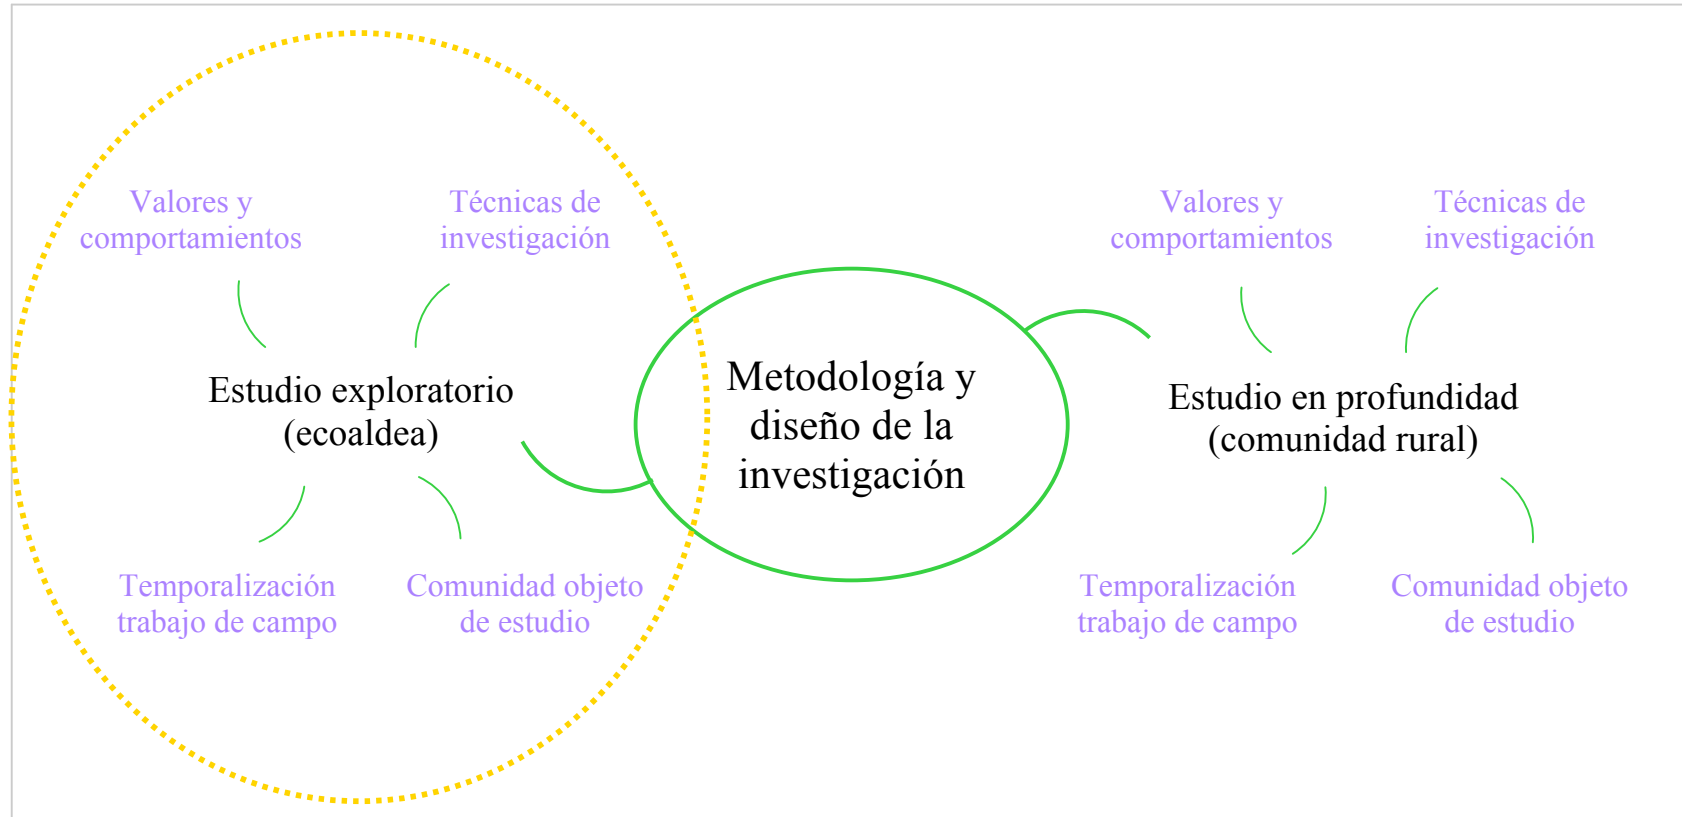 Valores y
comportamientos
Técnicas de
investigación
Estudio exploratorio
(ecoaldea)
Temporalización
trabajo de campo
Comunidad objeto
de estudio
Metodología y
diseño de la
investigación
Valores y
comportamientos
Técnicas de
investigación
Estudio en profundidad
(comunidad rural)
Temporalización
trabajo de campo
Comunidad objeto
de estudio